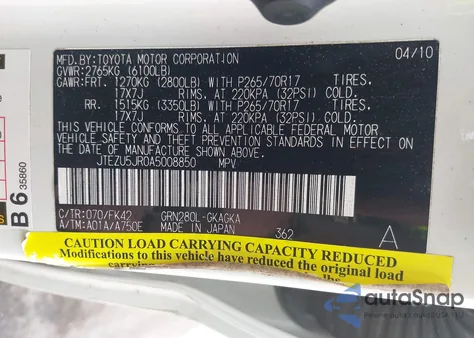 MFD.BY:TOYOTA MOTOR CORPORATION 04/10
GVWR:2765KG (6100LB)
GAWR:FRT. 1270KG (2800LB) WITH P265/70R17 TIRES.
17X7J RIMS, AT 220KPA (32PSI) COLD.
RR. 1515KG (3350LB) WITH P265/70R17 TIRES.
17X7J RIMS, AT 220KPA (32PSI) COLD.
THIS VEHICLE CONFORMS TO ALL APPLICABLE FEDERAL MOTOR
VEHICLE SAFETY AND THEFT PREVENTION STANDARDS IN EFFECT ON
THE DATE OF MANUFACTURE SHOWN ABOVE.
JTEZU5JR0A5008850 MPV
C/TR:070/FK42 GRN280L-GKAGKA
A/TM:A01A/A750E MADE IN JAPAN 362 A
B 6 35860
CAUTION LOAD CARRYING CAPACITY REDUCED
Modifications to this vehicle have reduced the original load
carrying capacity by
lbs.
autoSnap